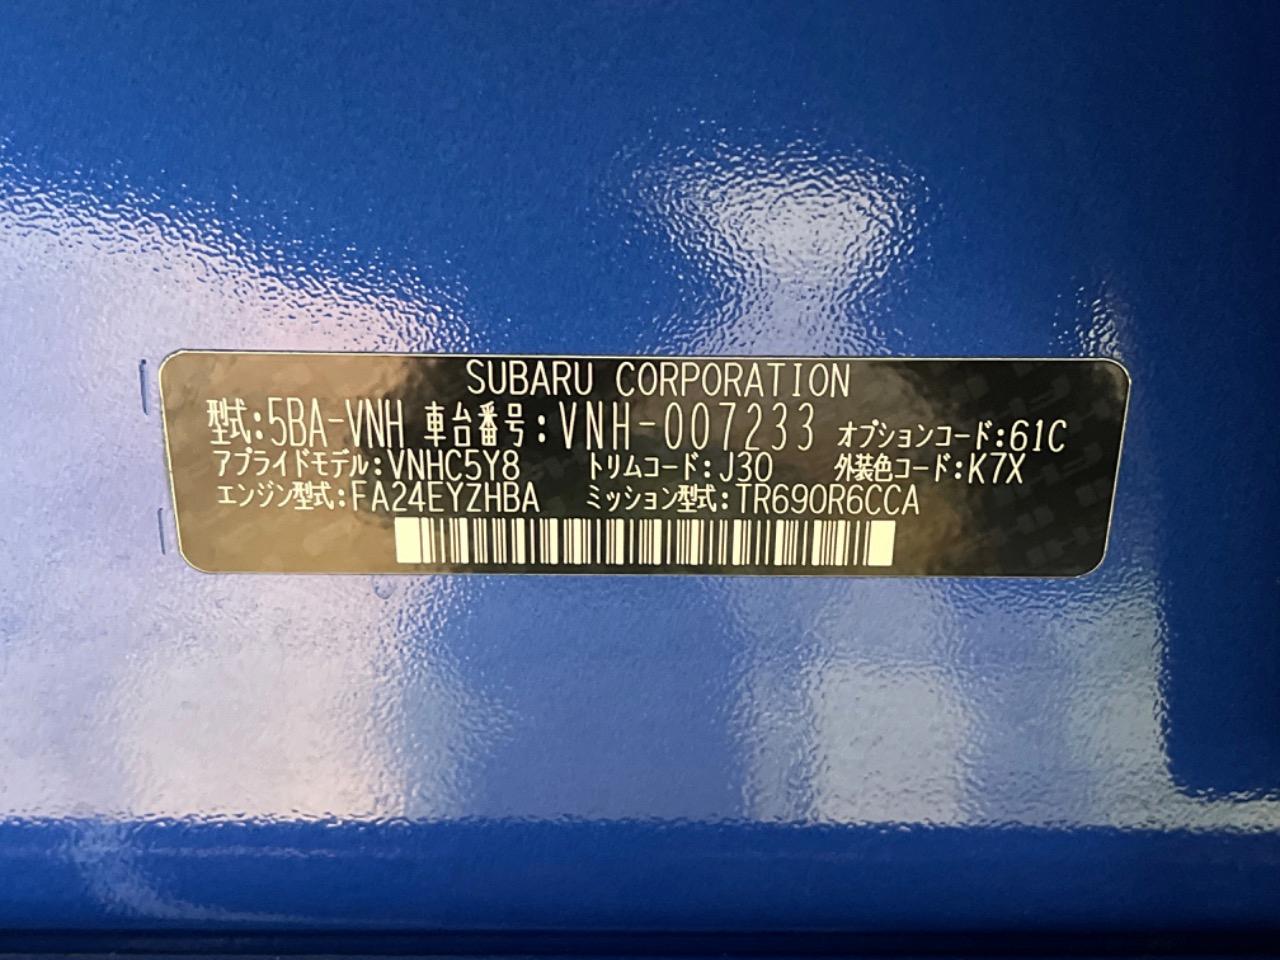 SUBARU CORPORATION
型式:5BA-VNH 車台番号:VNH-007233 オプションコード:61C
アプライドモデル:VNHC5Y8 トリムコード:J30 外装色コード:K7X
エンジン型式:FA24EYZHBA ミッション型式:TR690R6CCA